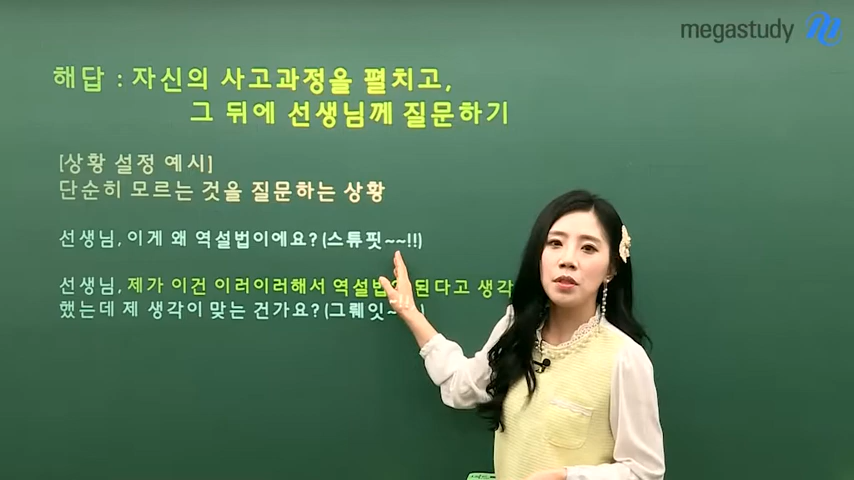 megastudy
해답 : 자신의 사고과정을 펼치고,
그 뒤에 선생님께 질문하기
[상황 설정 예시]
단순히 모르는 것을 질문하는 상황
선생님, 이게 왜 역설법이에요? (스튜핏~~!!)
선생님, 제가 이건 이러이러해서 역설법이 된다고 생각
했는데 제 생각이 맞는 건가요? (그뤠잇~